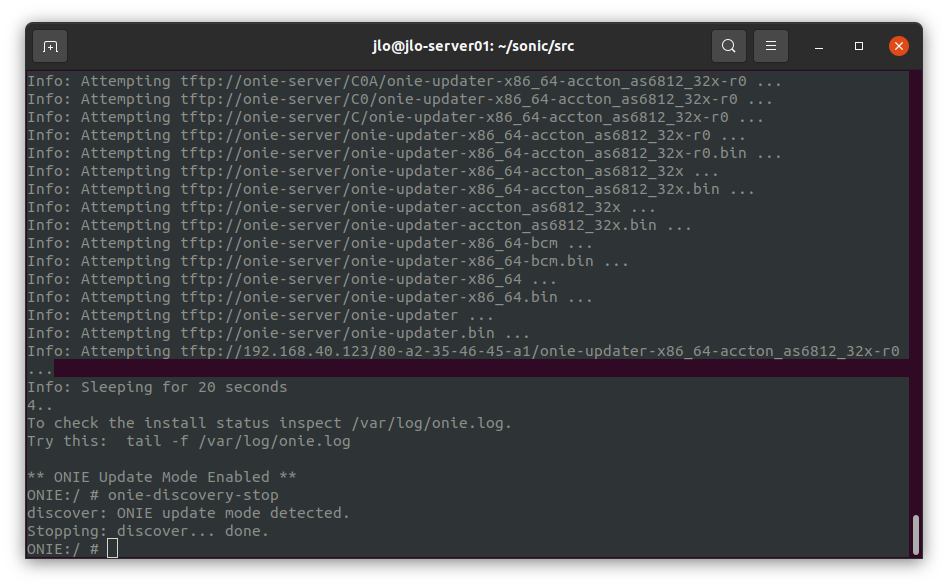 jlo@jlo-server01: ~/sonic/src
Info: Attempting tftp://onie-server/C0A/onie-updater-x86_64-accton_as6812_32x-r0 ...
Info: Attempting tftp://onie-server/C0/onie-updater-x86_64-accton_as6812_32x-r0 ...
Info: Attempting tftp://onie-server/C/onie-updater-x86_64-accton_as6812_32x-r0 ...
Info: Attempting tftp://onie-server/onie-updater-x86_64-accton_as6812_32x-r0 ...
Info: Attempting tftp://onie-server/onie-updater-x86_64-accton_as6812_32x-r0.bin ...
Info: Attempting tftp://onie-server/onie-updater-x86_64-accton_as6812_32x ...
Info: Attempting tftp://onie-server/onie-updater-x86_64-accton_as6812_32x.bin ...
Info: Attempting tftp://onie-server/onie-updater-accton_as6812_32x ...
Info: Attempting tftp://onie-server/onie-updater-accton_as6812_32x.bin ...
Info: Attempting tftp://onie-server/onie-updater-x86_64-bcm ...
Info: Attempting tftp://onie-server/onie-updater-x86_64-bcm.bin ...
Info: Attempting tftp://onie-server/onie-updater-x86_64 ...
Info: Attempting tftp://onie-server/onie-updater-x86_64.bin ...
Info: Attempting tftp://onie-server/onie-updater ...
Info: Attempting tftp://onie-server/onie-updater.bin ...
Info: Attempting tftp://192.168.40.123/80-a2-35-46-45-a1/onie-updater-x86_64-accton_as6812_32x-r0
...
Info: Sleeping for 20 seconds
4..
To check the install status inspect /var/log/onie.log.
Try this:  tail -f /var/log/onie.log
** ONIE Update Mode Enabled **
ONIE:/ # onie-discovery-stop
discover: ONIE update mode detected.
Stopping: discover... done.
ONIE:/ #